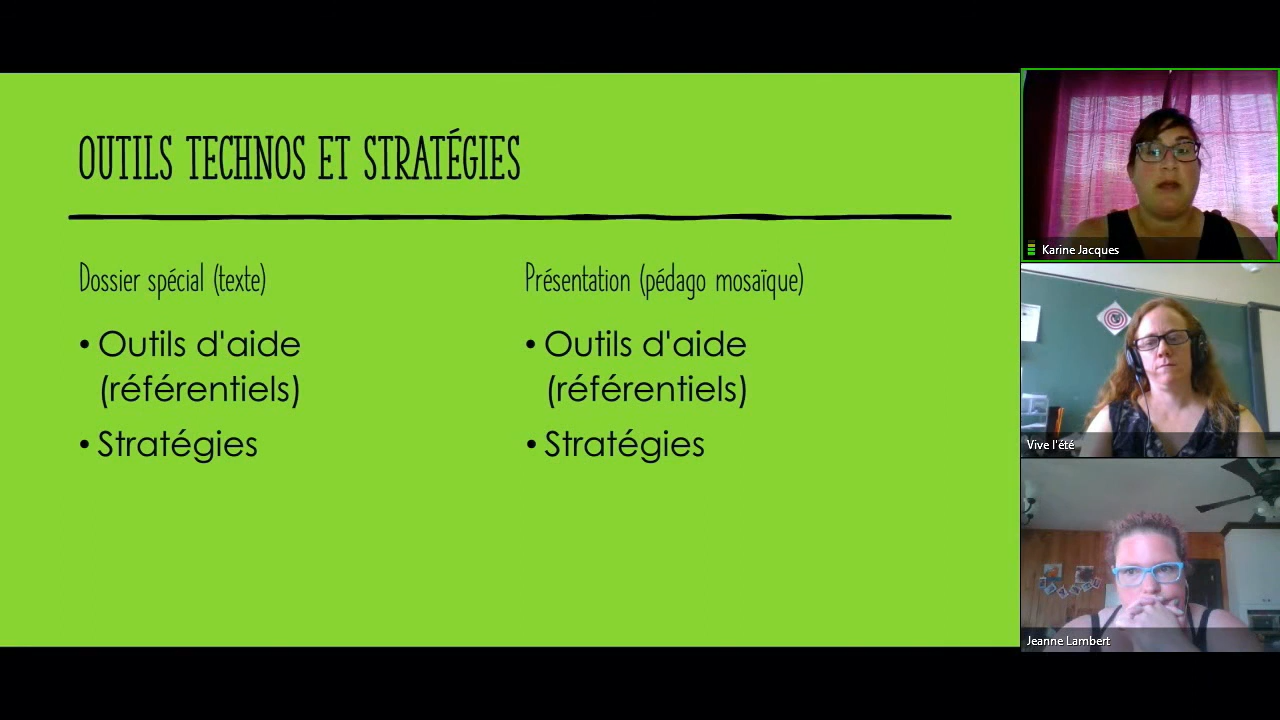 OUTILS TECHNOS ET STRATÉGIES
Dossier spécial (texte)
• Outils d'aide
(référentiels)
• Stratégies
Présentation (pédago mosaïque)
• Outils d'aide
(référentiels)
• Stratégies
Karine Jacques
Vive l'été
Jeanne Lambert